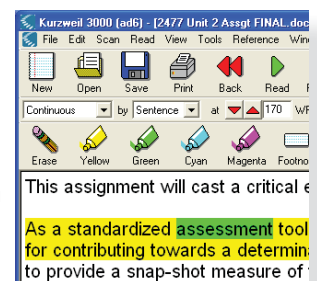 Kurzweil 3000 (ad6) - [2477 Unit 2 Assgt FINAL.doc
File Edit Scan Read View Tools Reference Win
New Open Save Print Back Read
Continuous by Sentence at 170 WP
Erase Yellow Green Cyan Magenta Footno
This assignment will cast a critical e
As a standardized assessment tool
for contributing towards a determin
to provide a snap-shot measure of